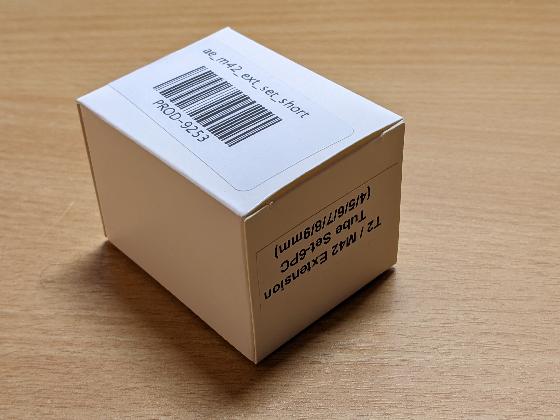 ae_m42_ext_set_short
PROD-9253
T2 / M42 Extension
Tube Set-6PC
(4/5/6/7/8/9mm)